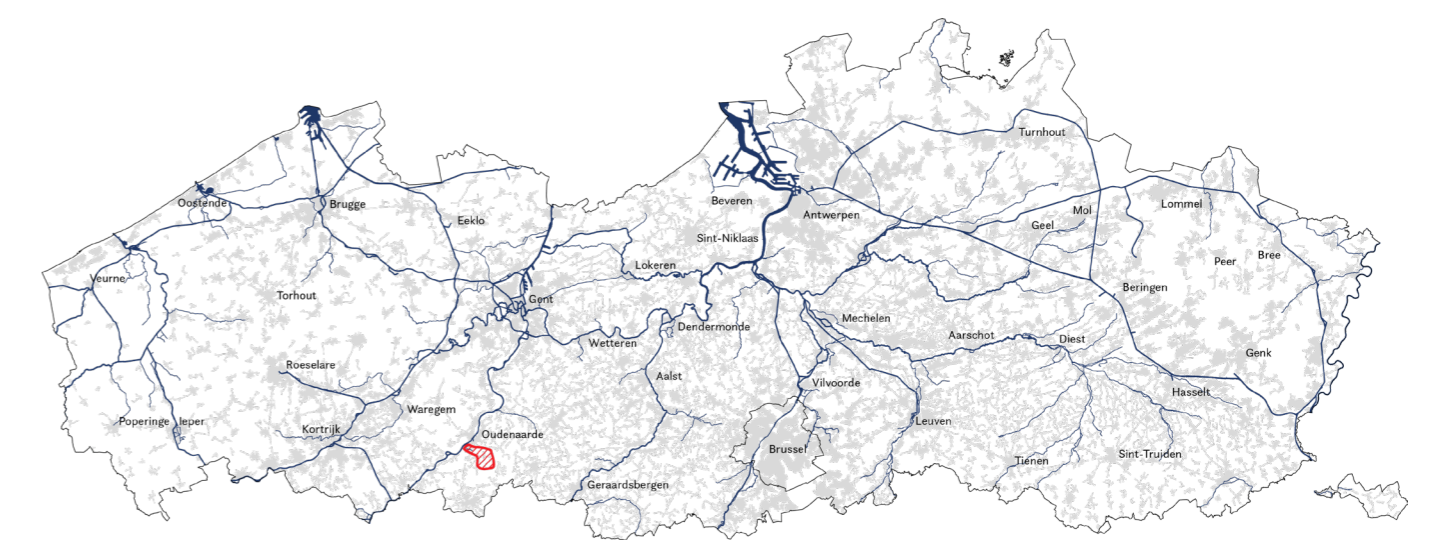 Turnhout
Oostende
Brugge
Beveren
Lommel
Mol
Antwerpen
Eeklo
Geel
Sint-Niklaas
Peer
Bree
Lokeren
Veurne
Beringen
Torhout
Gent
Mechelen
Dendermonde
Aarschot
Diest
Wetteren
Genk
Roeselare
Aalst
Vilvoorde
Hasselt
Waregem
Poperinge
Ieper
Kortrijk
Leuven
Oudenaarde
Brussel
Sint-Truiden
Tienen
Geraardsbergen